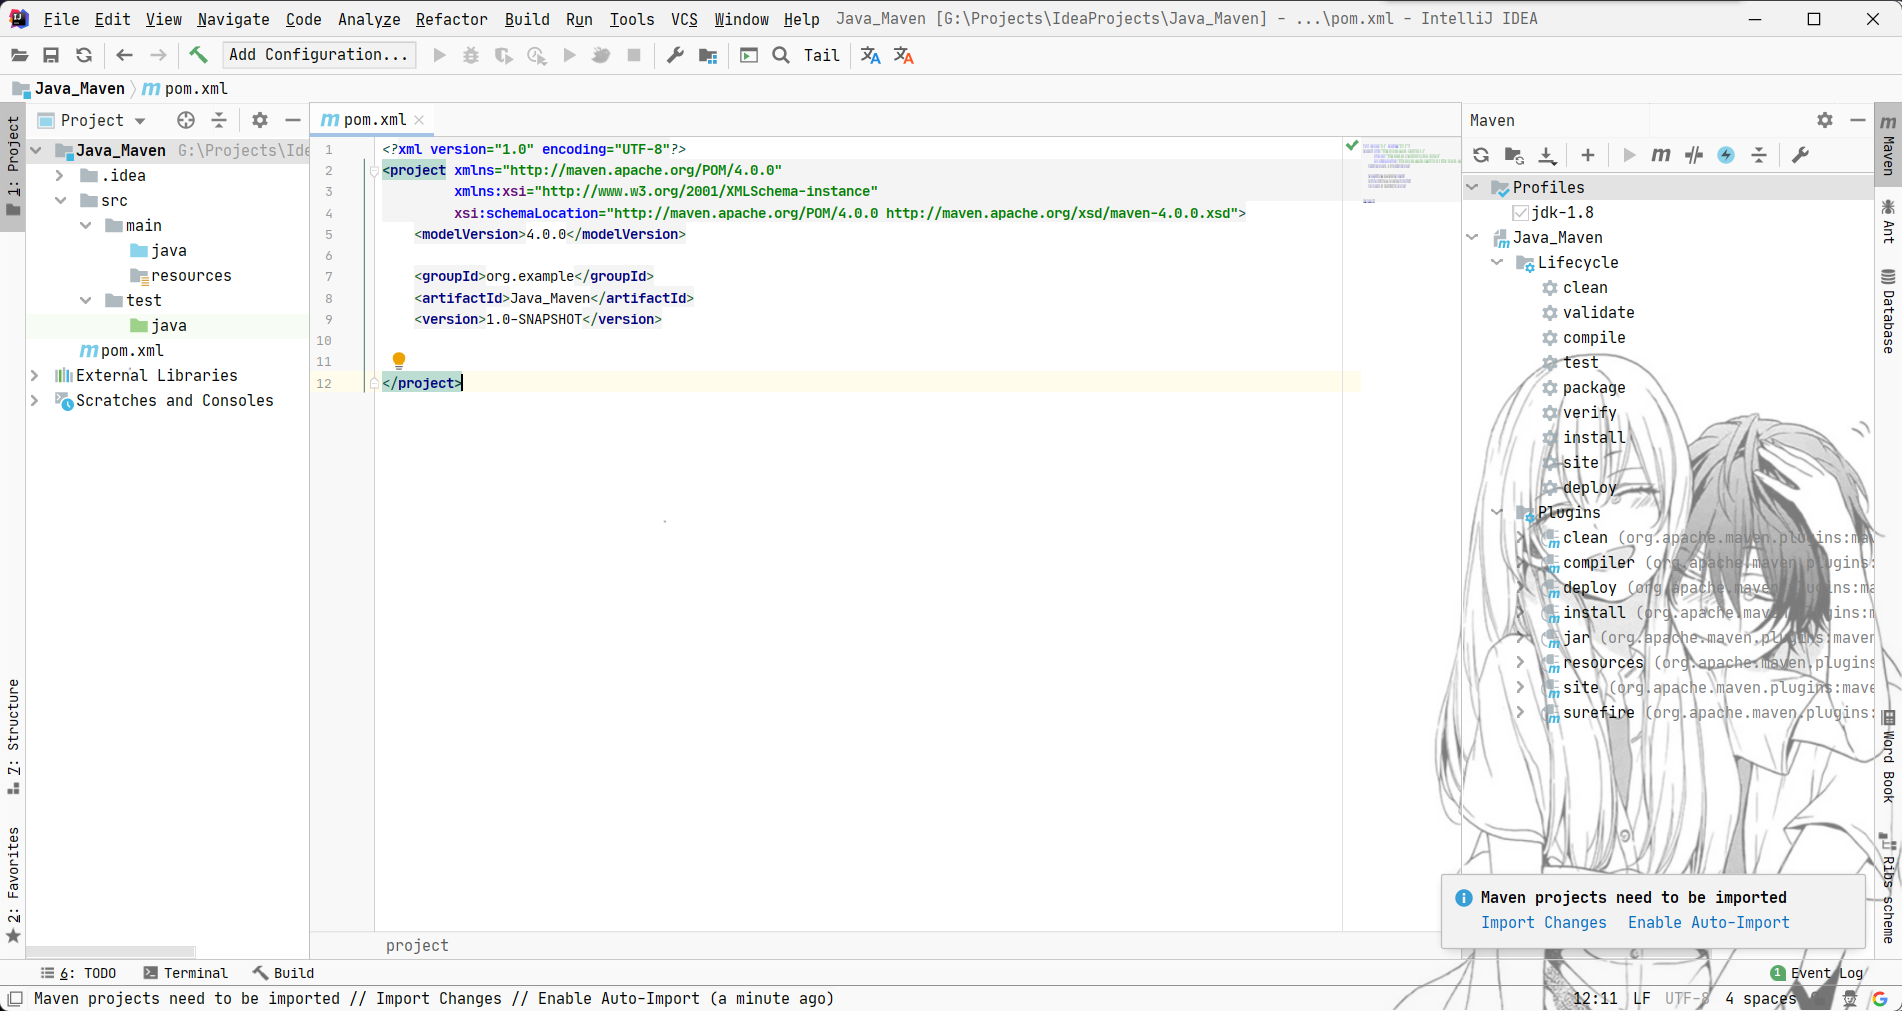 File Edit View Navigate Code Analyze Refactor Build Run Tools VCS Window Help Java_Maven [G:\Projects\IdeaProjects\Java_Maven] - ...\pom.xml - IntelliJ IDEA
Add Configuration... Tail
Java_Maven pom.xml
1: Project
7: Structure
2: Favorites
Project
Java_Maven G:\Projects\Ide
.idea
src
main
java
resources
test
java
pom.xml
External Libraries
Scratches and Consoles
pom.xml
1 <?xml version="1.0" encoding="UTF-8"?>
2 <project xmlns="http://maven.apache.org/POM/4.0.0"
3 xmlns:xsi="http://www.w3.org/2001/XMLSchema-instance"
4 xsi:schemaLocation="http://maven.apache.org/POM/4.0.0 http://maven.apache.org/xsd/maven-4.0.0.xsd">
5 <modelVersion>4.0.0</modelVersion>
6
7 <groupId>org.example</groupId>
8 <artifactId>Java_Maven</artifactId>
9 <version>1.0-SNAPSHOT</version>
10
11
12 </project>
project
Maven
Profiles
jdk-1.8
Java_Maven
Lifecycle
clean
validate
compile
test
package
verify
install
site
deploy
Plugins
clean (org.apache.maven.plugins:mav
compiler (org.apache.maven.plugins:
deploy (org.apache.maven.plugins:ma
install (org.apache.maven.plugins:m
jar (org.apache.maven.plugins:maven
resources (org.apache.maven.plugins
site (org.apache.maven.plugins:mave
surefire (org.apache.maven.plugins:
Maven
Ant
Database
Word Book
Ribs scheme
Maven projects need to be imported
Import Changes Enable Auto-Import
6: TODO Terminal Build 1 Event Log
Maven projects need to be imported // Import Changes // Enable Auto-Import (a minute ago) 12:11 LF UTF-8 4 spaces